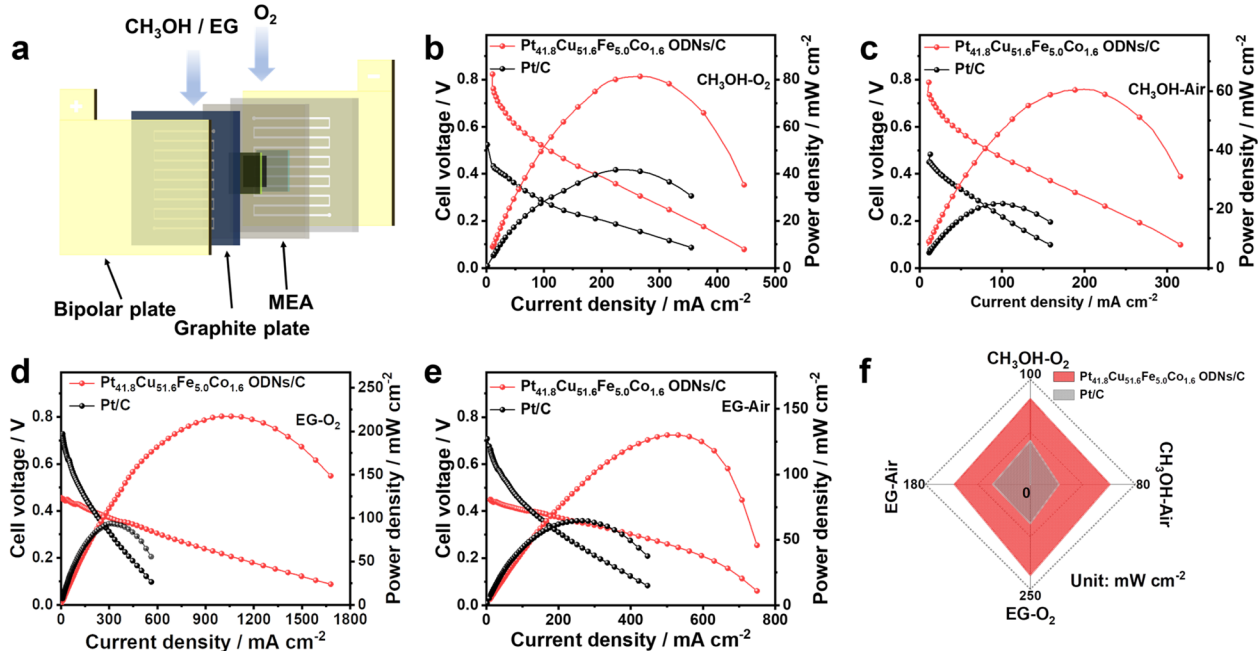 a
CH₃OH / EG
O₂
+
-
Bipolar plate
Graphite plate
MEA
b
Pt₄₁.₈Cu₅₁.₆Fe₅.₀Co₁.₆ ODNs/C
Pt/C
CH₃OH-O₂
Cell voltage / V
0.0
0.2
0.4
0.6
0.8
Power density / mW cm⁻²
0
20
40
60
80
100
0 100 200 300 400 500
Current density / mA cm⁻²
c
Pt₄₁.₈Cu₅₁.₆Fe₅.₀Co₁.₆ ODNs/C
Pt/C
CH₃OH-Air
Cell voltage / V
0.0
0.2
0.4
0.6
0.8
Power density / mW cm⁻²
0
20
40
60
80
0 100 200 300
Current density / mA cm⁻²
d
Pt₄₁.₈Cu₅₁.₆Fe₅.₀Co₁.₆ ODNs/C
Pt/C
EG-O₂
Cell voltage / V
0.0
0.2
0.4
0.6
0.8
Power density / mW cm⁻²
0
50
100
150
200
250
0 300 600 900 1200 1500 1800
Current density / mA cm⁻²
e
Pt₄₁.₈Cu₅₁.₆Fe₅.₀Co₁.₆ ODNs/C
Pt/C
EG-Air
Cell voltage / V
0.0
0.2
0.4
0.6
0.8
Power density / mW cm⁻²
0
50
100
150
0 200 400 600 800
Current density / mA cm⁻²
f
CH₃OH-O₂
100
Pt₄₁.₈Cu₅₁.₆Fe₅.₀Co₁.₆ ODNs/C
Pt/C
EG-Air
180
0
80
CH₃OH-Air
Unit: mW cm⁻²
250
EG-O₂